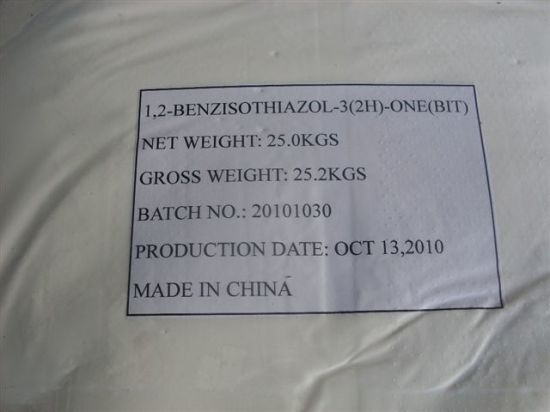 1,2-BENZISOTHIAZOL-3(2H)-ONE(BIT)
NET WEIGHT: 25.0KGS
GROSS WEIGHT: 25.2KGS
BATCH NO.: 20101030
PRODUCTION DATE: OCT 13,2010
MADE IN CHINA